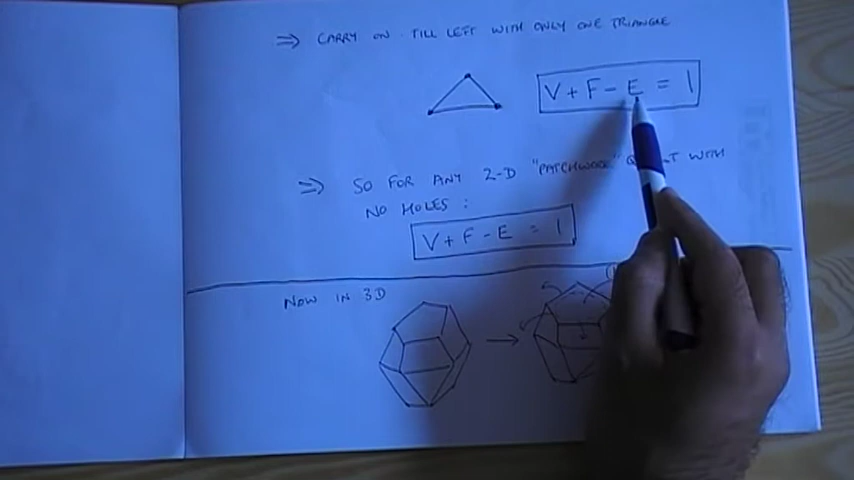 ⇒ CARRY ON TILL LEFT WITH ONLY ONE TRIANGLE
V + F - E = 1
⇒ SO FOR ANY 2-D "PATCHWORK" WITH
NO HOLES :
V + F - E = 1
NOW IN 3D